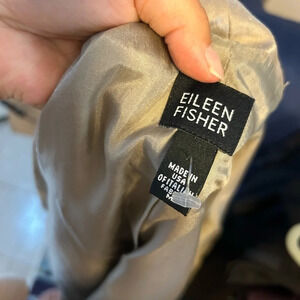 EILEEN
FISHER
MADE IN
USA
OF ITALIAN